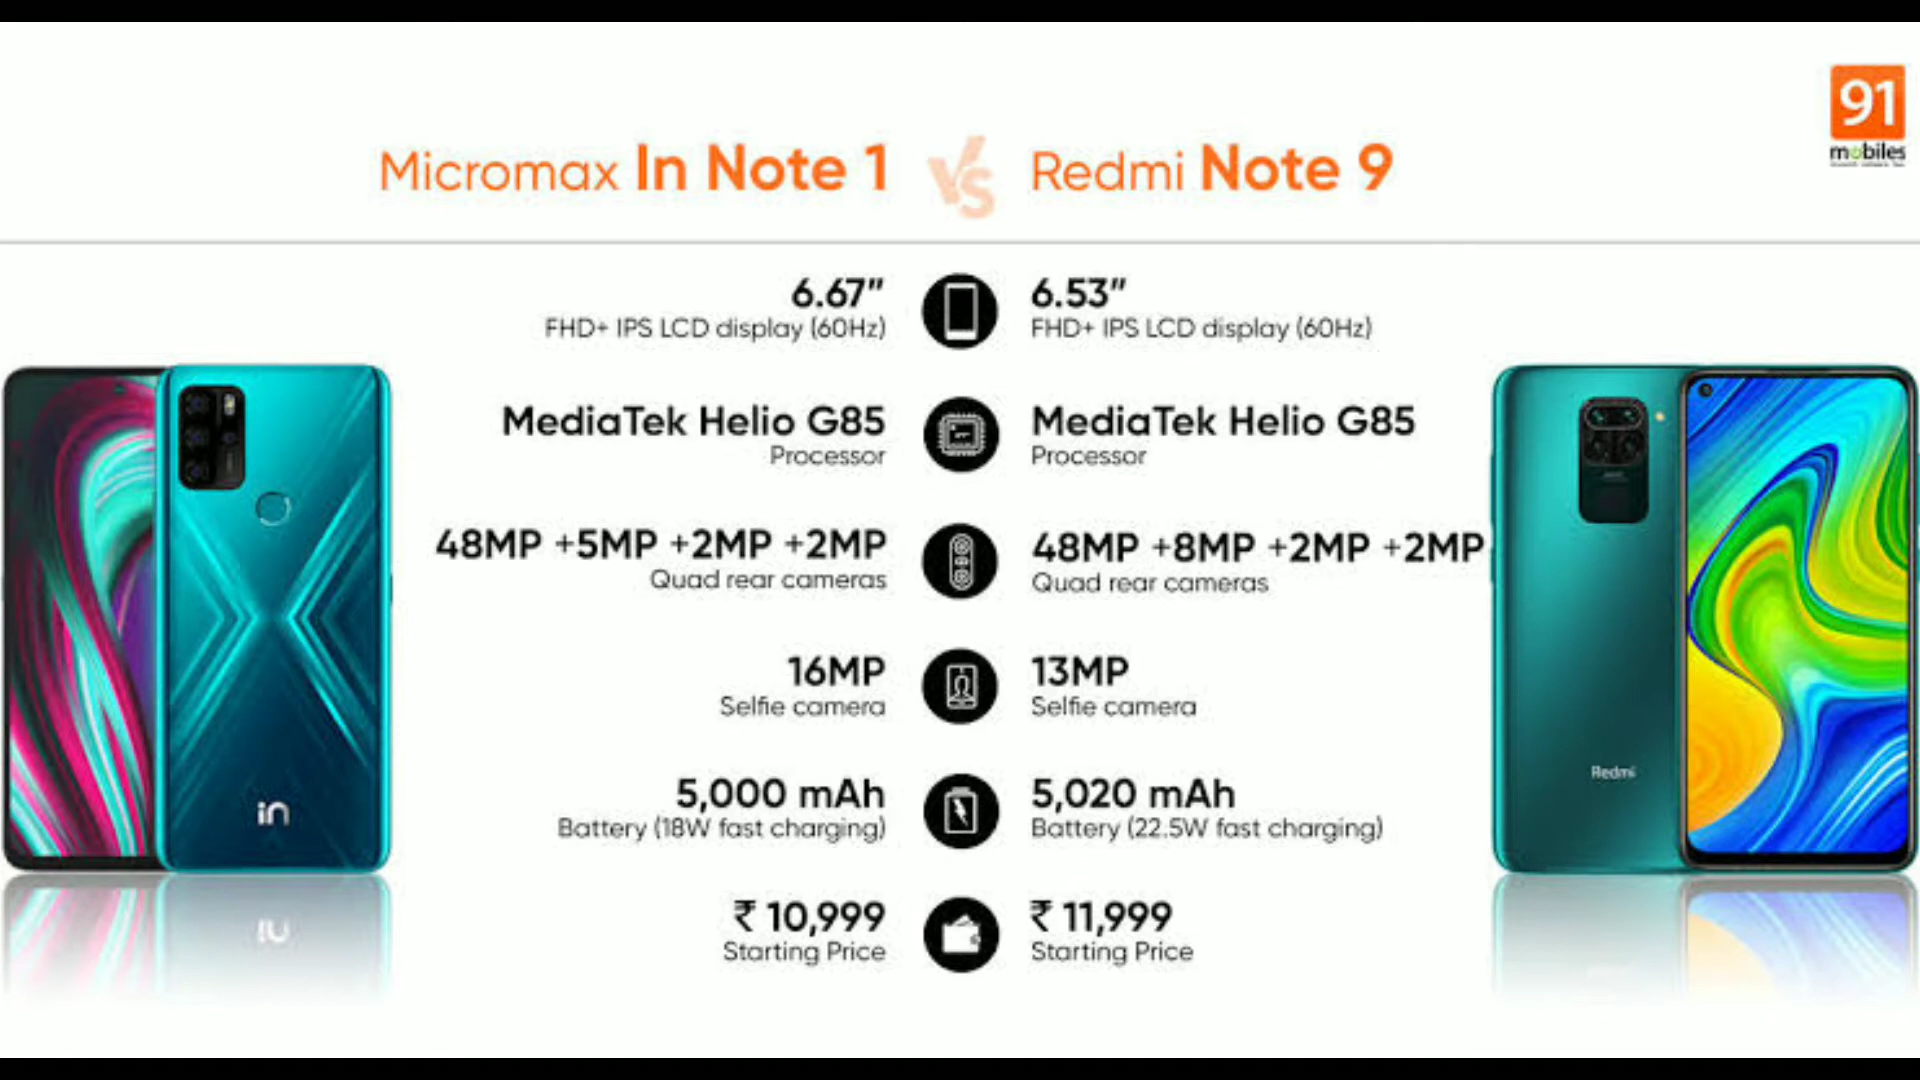 91
mobiles
Micromax In Note 1 VS Redmi Note 9
6.67” 6.53”
FHD+ IPS LCD display (60Hz) FHD+ IPS LCD display (60Hz)
MediaTek Helio G85 MediaTek Helio G85
Processor Processor
48MP +5MP +2MP +2MP 48MP +8MP +2MP +2MP
Quad rear cameras Quad rear cameras
16MP 13MP
Selfie camera Selfie camera
5,000 mAh 5,020 mAh
Battery (18W fast charging) Battery (22.5W fast charging)
₹ 10,999 ₹ 11,999
Starting Price Starting Price
in
Redmi